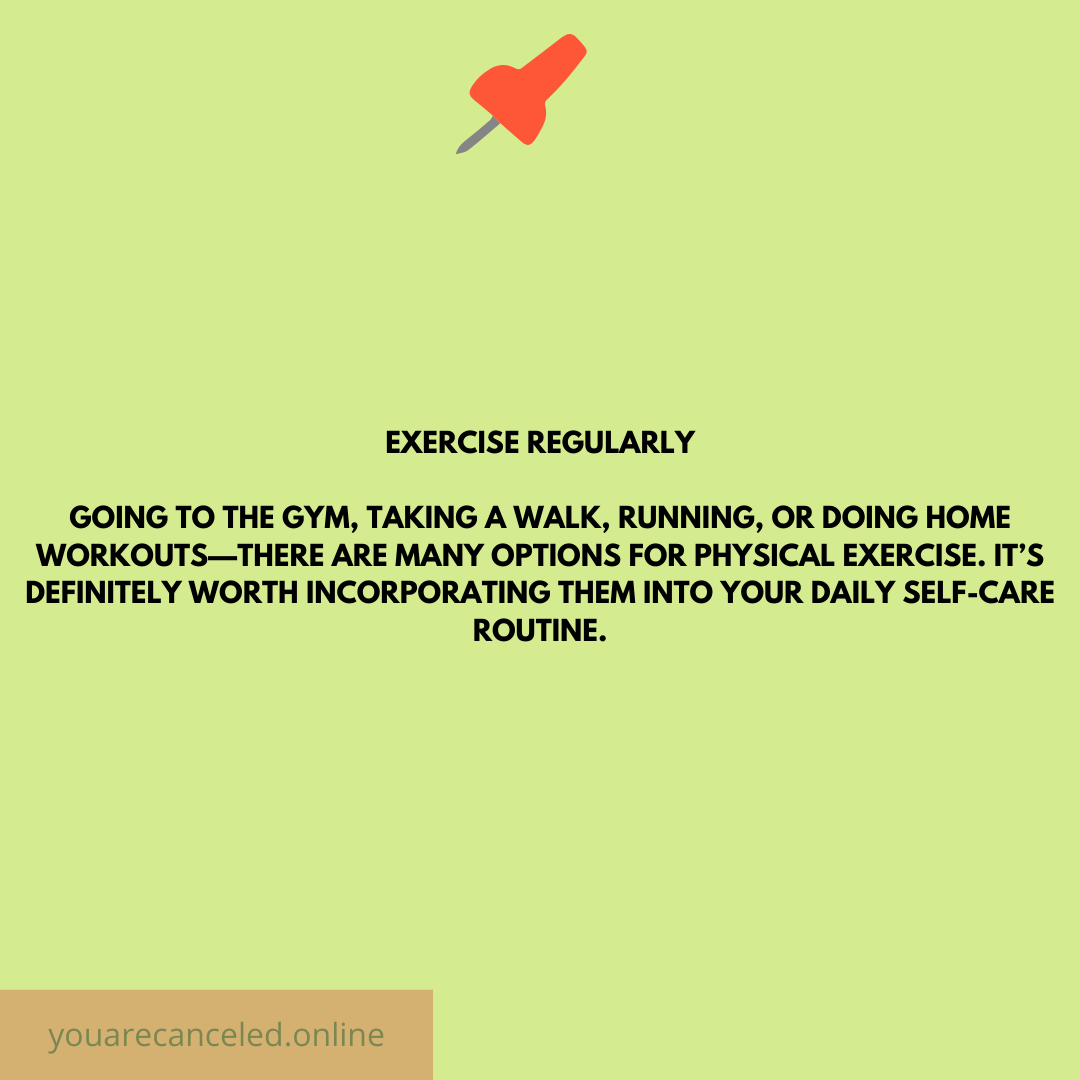 EXERCISE REGULARLY
GOING TO THE GYM, TAKING A WALK, RUNNING, OR DOING HOME
WORKOUTS—THERE ARE MANY OPTIONS FOR PHYSICAL EXERCISE. IT’S
DEFINITELY WORTH INCORPORATING THEM INTO YOUR DAILY SELF-CARE
ROUTINE.
youarecanceled.online